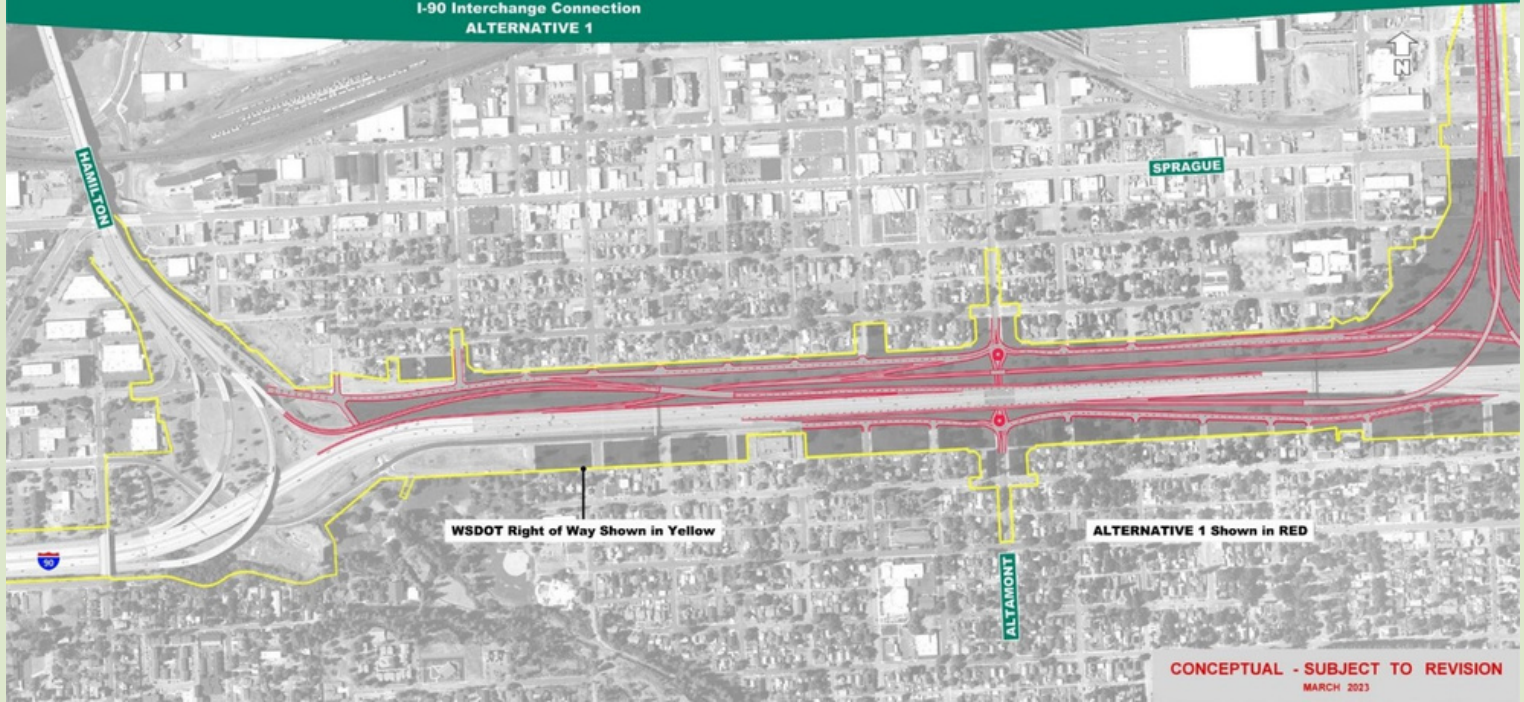 I-90 Interchange Connection
ALTERNATIVE 1
N
HAMILTON
SPRAGUE
WSDOT Right of Way Shown in Yellow
ALTERNATIVE 1 Shown in RED
90
ALTAMONT
CONCEPTUAL - SUBJECT TO REVISION
MARCH 2023